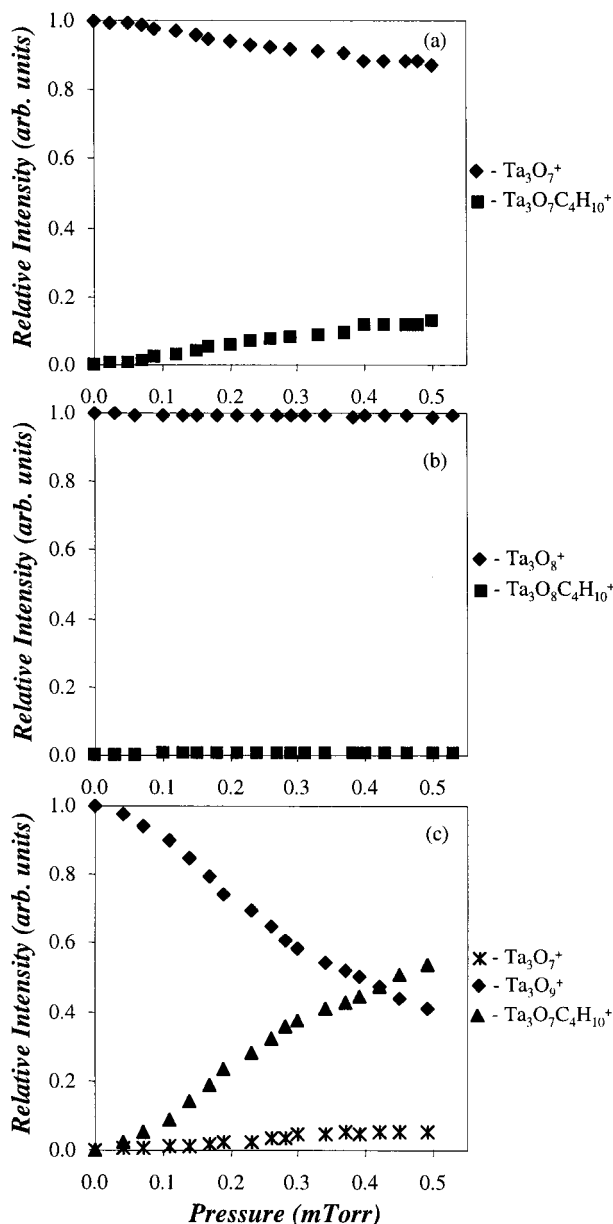 (a)
Relative Intensity (arb. units)
1.0
0.8
0.6
0.4
0.2
0.0
0.0 0.1 0.2 0.3 0.4 0.5
- Ta₃O₇⁺
- Ta₃O₇C₄H₁₀⁺
(b)
Relative Intensity (arb. units)
1.0
0.8
0.6
0.4
0.2
0.0
0.0 0.1 0.2 0.3 0.4 0.5
- Ta₃O₈⁺
- Ta₃O₈C₄H₁₀⁺
(c)
Relative Intensity (arb. units)
1.0
0.8
0.6
0.4
0.2
0.0
0.0 0.1 0.2 0.3 0.4 0.5
- Ta₃O₇⁺
- Ta₃O₉⁺
- Ta₃O₇C₄H₁₀⁺
Pressure (mTorr)